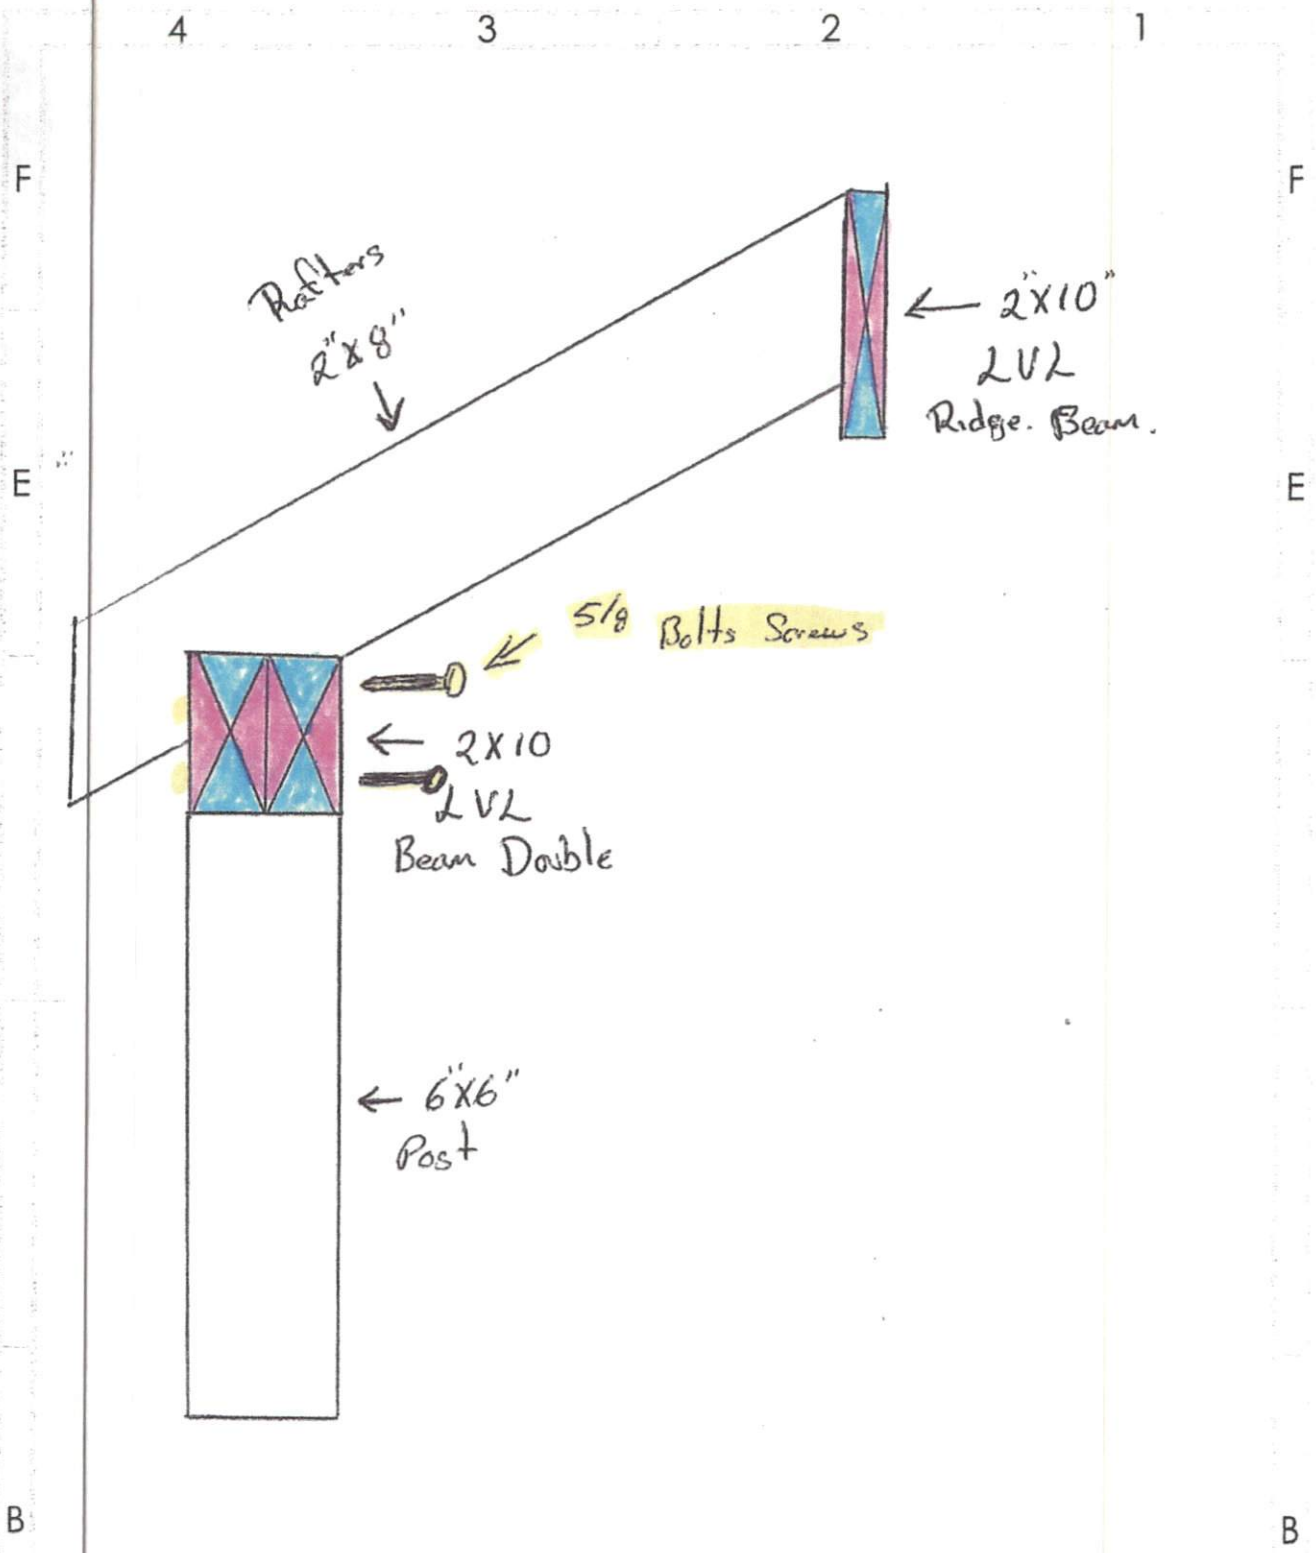 4 3 2 1
F F
Rafters
2"x8"
2"x10"
LVL
Ridge. Beam.
E E
5/8 Bolts Screws
2x10
LVL
Beam Double
6"x6"
Post
B B